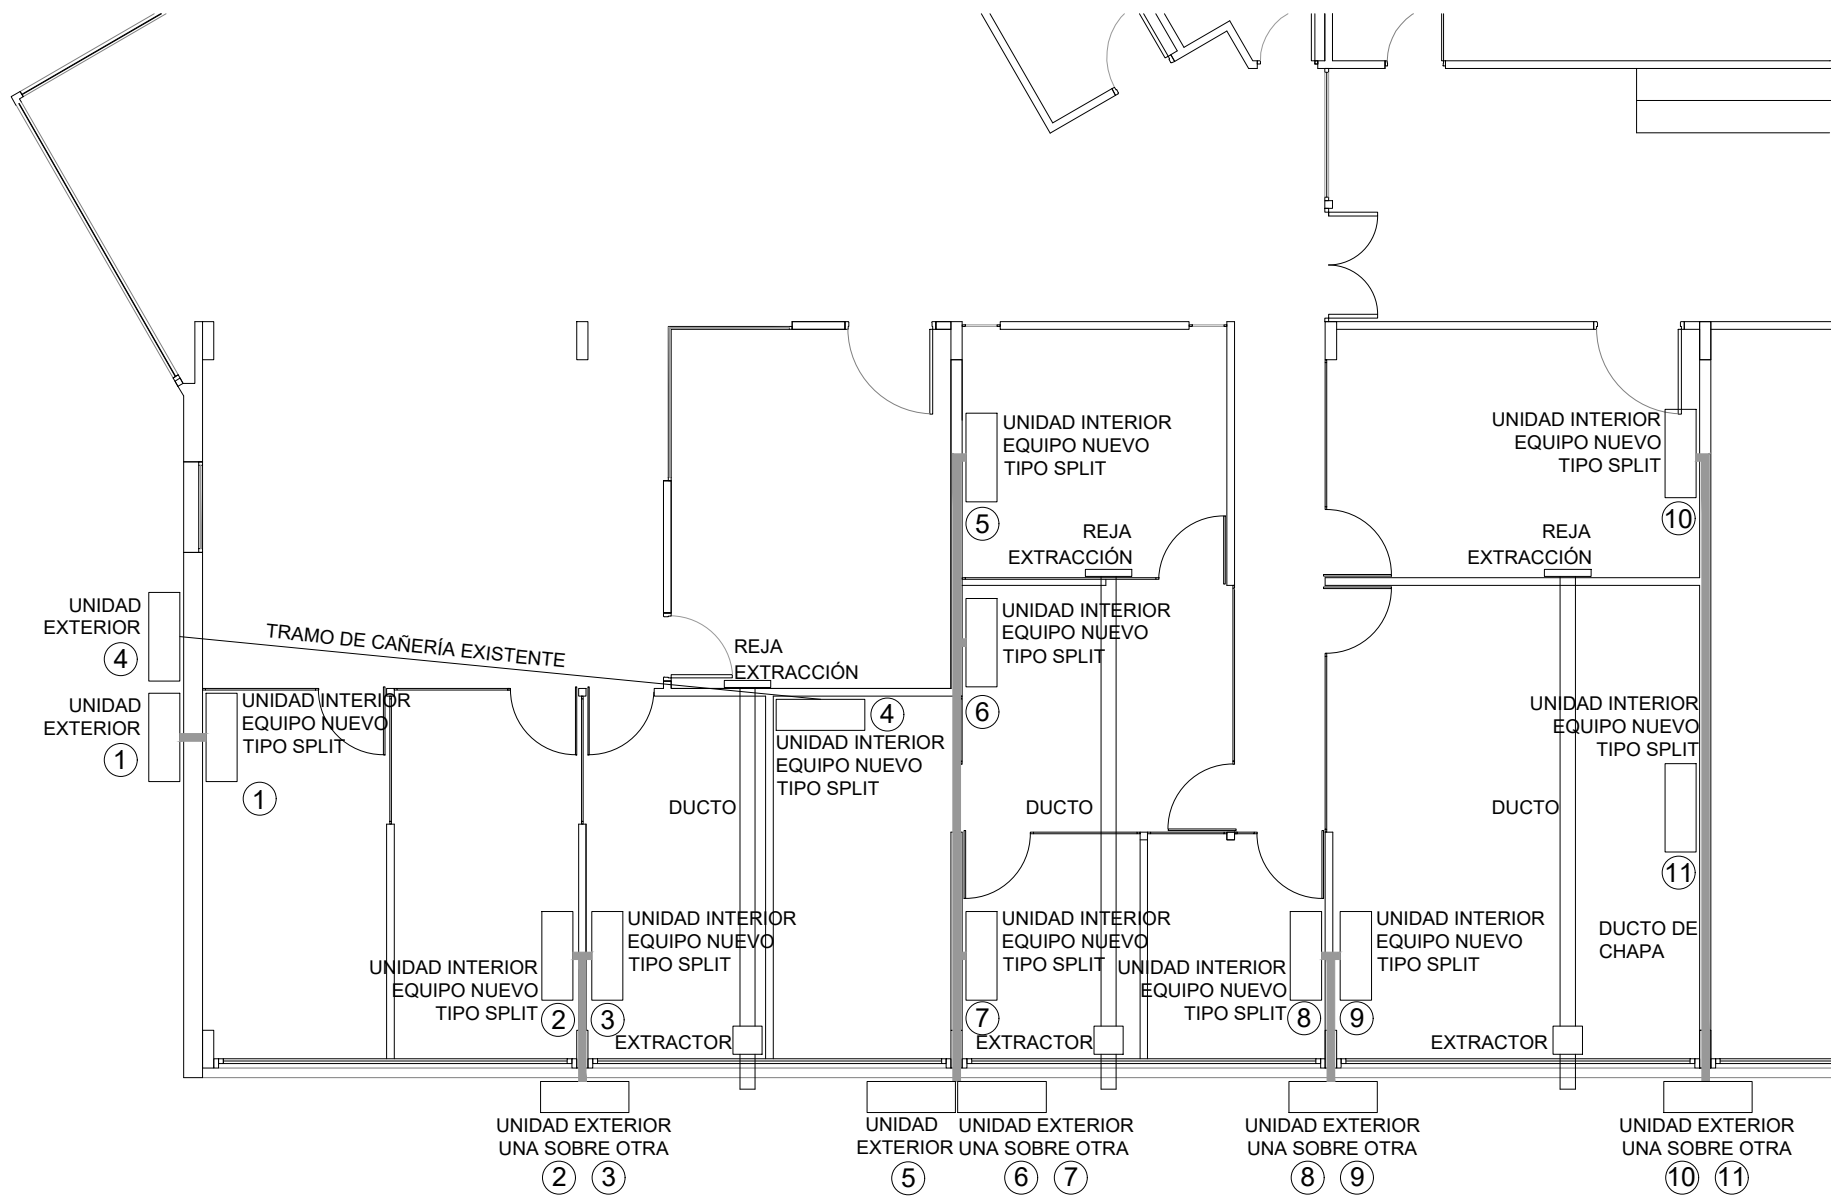 UNIDAD INTERIOR
EQUIPO NUEVO
TIPO SPLIT
5
UNIDAD INTERIOR
EQUIPO NUEVO
TIPO SPLIT
10
REJA
EXTRACCIÓN
REJA
EXTRACCIÓN
UNIDAD
EXTERIOR
4
TRAMO DE CAÑERÍA EXISTENTE
REJA
EXTRACCIÓN
UNIDAD INTERIOR
EQUIPO NUEVO
TIPO SPLIT
6
UNIDAD
EXTERIOR
1
UNIDAD INTERIOR
EQUIPO NUEVO
TIPO SPLIT
1
4
UNIDAD INTERIOR
EQUIPO NUEVO
TIPO SPLIT
UNIDAD INTERIOR
EQUIPO NUEVO
TIPO SPLIT
11
DUCTO
DUCTO
DUCTO
UNIDAD INTERIOR
EQUIPO NUEVO
TIPO SPLIT
2
UNIDAD INTERIOR
EQUIPO NUEVO
TIPO SPLIT
3
UNIDAD INTERIOR
EQUIPO NUEVO
TIPO SPLIT
7
UNIDAD INTERIOR
EQUIPO NUEVO
TIPO SPLIT
8
UNIDAD INTERIOR
EQUIPO NUEVO
TIPO SPLIT
9
DUCTO DE
CHAPA
EXTRACTOR
EXTRACTOR
EXTRACTOR
UNIDAD EXTERIOR
UNA SOBRE OTRA
2 3
UNIDAD
EXTERIOR
5
UNIDAD EXTERIOR
UNA SOBRE OTRA
6 7
UNIDAD EXTERIOR
UNA SOBRE OTRA
8 9
UNIDAD EXTERIOR
UNA SOBRE OTRA
10 11